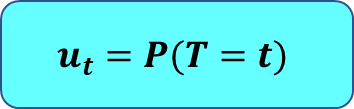 u_t = P(T = t)